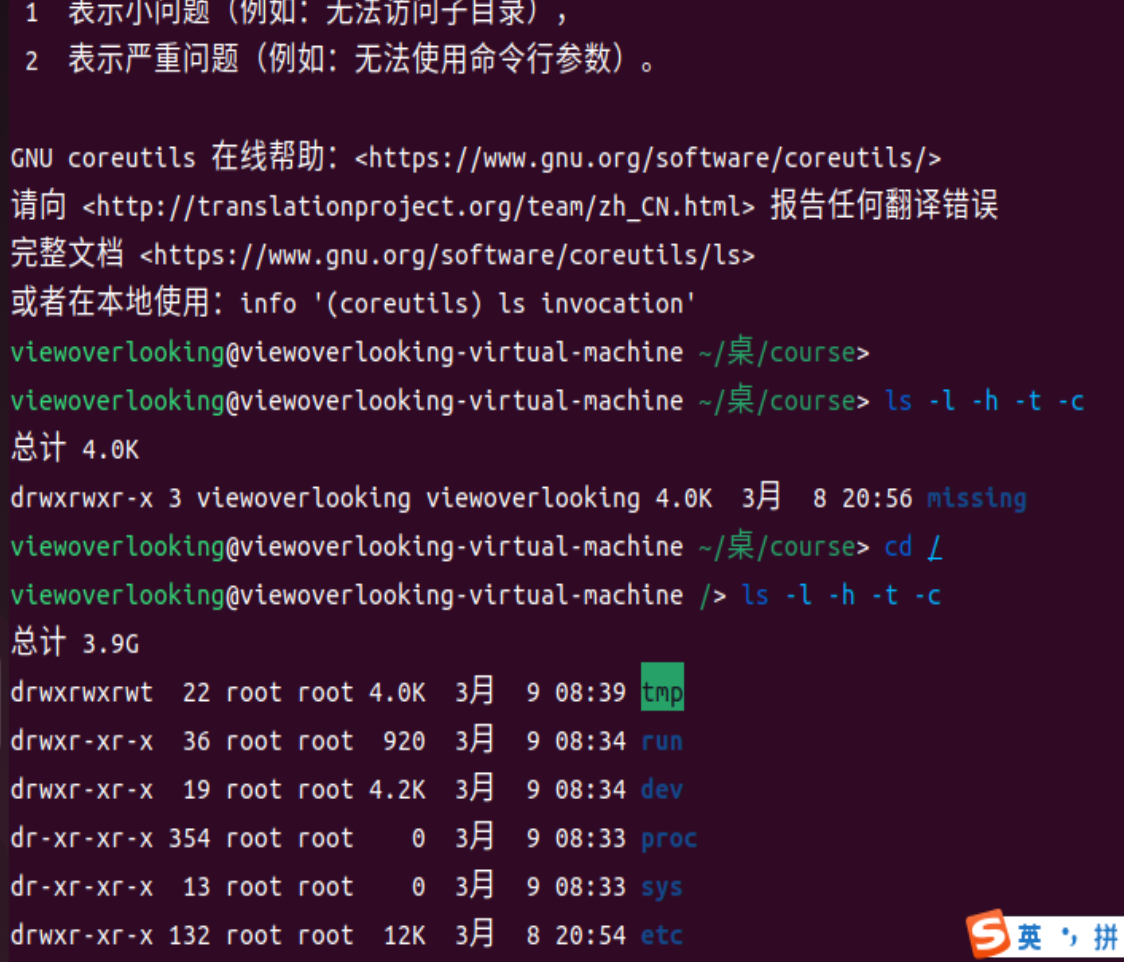 1 表示小问题（例如：无法访问子目录），
2 表示严重问题（例如：无法使用命令行参数）。
GNU coreutils 在线帮助：<https://www.gnu.org/software/coreutils/>
请向 <http://translationproject.org/team/zh_CN.html> 报告任何翻译错误
完整文档 <https://www.gnu.org/software/coreutils/ls>
或者在本地使用：info '(coreutils) ls invocation'
viewoverlooking@viewoverlooking-virtual-machine ~/桌/course>
viewoverlooking@viewoverlooking-virtual-machine ~/桌/course> ls -l -h -t -c
总计 4.0K
drwxrwxr-x 3 viewoverlooking viewoverlooking 4.0K 3月 8 20:56 missing
viewoverlooking@viewoverlooking-virtual-machine ~/桌/course> cd /
viewoverlooking@viewoverlooking-virtual-machine /> ls -l -h -t -c
总计 3.9G
drwxrwxrwt 22 root root 4.0K 3月 9 08:39 tmp
drwxr-xr-x 36 root root 920 3月 9 08:34 run
drwxr-xr-x 19 root root 4.2K 3月 9 08:34 dev
dr-xr-xr-x 354 root root 0 3月 9 08:33 proc
dr-xr-xr-x 13 root root 0 3月 9 08:33 sys
drwxr-xr-x 132 root root 12K 3月 8 20:54 etc
S 英 拼